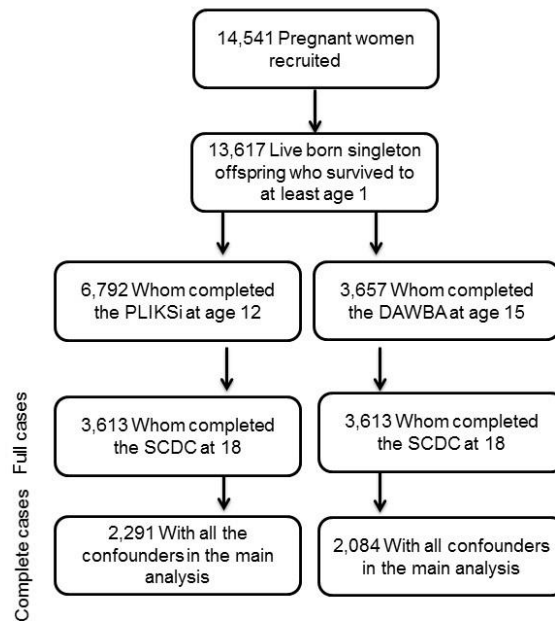 14,541 Pregnant women
recruited
13,617 Live born singleton
offspring who survived to
at least age 1
6,792 Whom completed
the PLIKSi at age 12
3,657 Whom completed
the DAWBA at age 15
Full cases
3,613 Whom completed
the SCDC at 18
3,613 Whom completed
the SCDC at 18
Complete cases
2,291 With all the
confounders in the main
analysis
2,084 With all confounders
in the main analysis